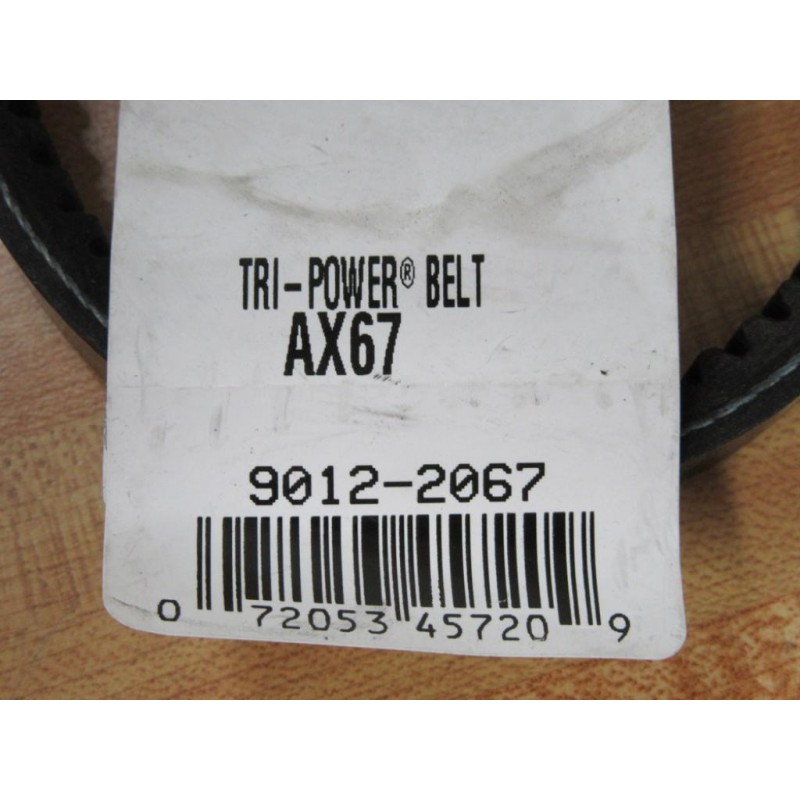 TRI-POWER® BELT
AX67
9012-2067
0 72053 45720 9